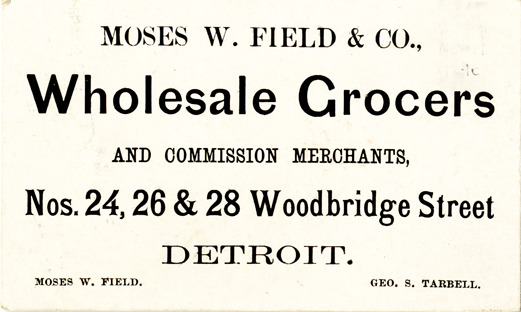 MOSES W. FIELD & CO.,
Wholesale Grocers
AND COMMISSION MERCHANTS,
Nos. 24, 26 & 28 Woodbridge Street
DETROIT.
MOSES W. FIELD. GEO. S. TARBELL.